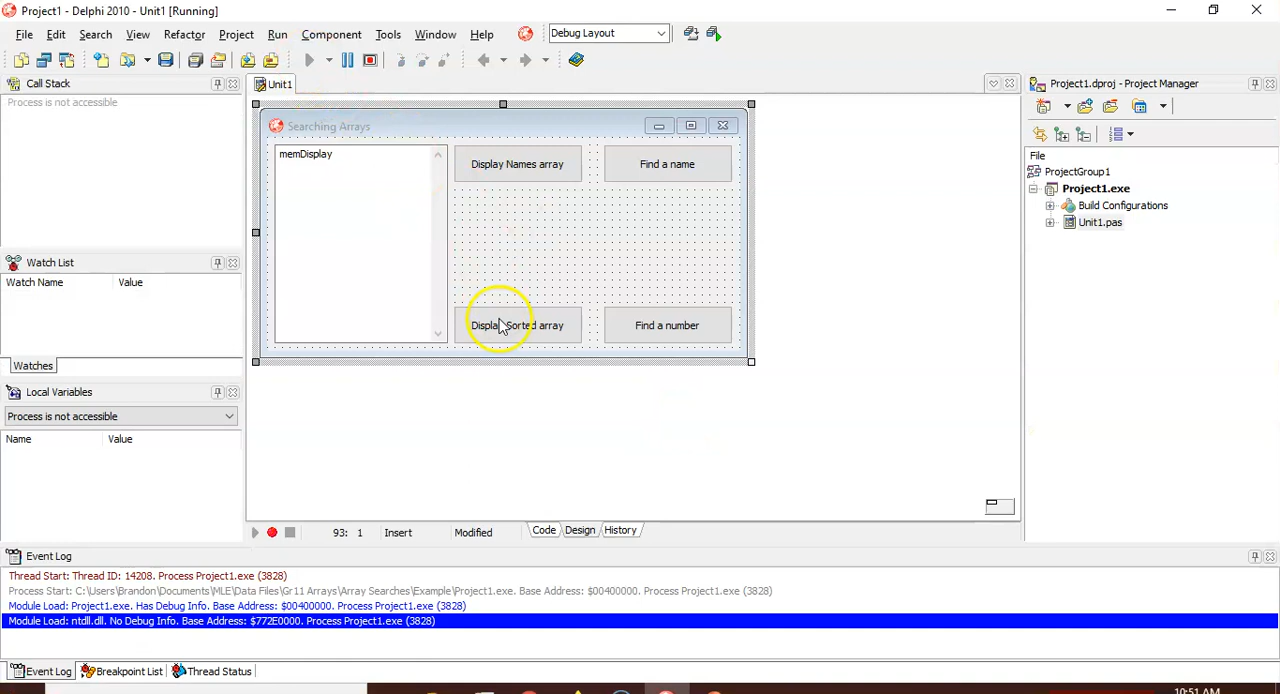 Project1 - Delphi 2010 - Unit1 [Running]
File Edit Search View Refactor Project Run Component Tools Window Help Debug Layout
Call Stack
Process is not accessible
Unit1
Project1.dproj - Project Manager
Searching Arrays
memDisplay
Display Names array
Find a name
Display Sorted array
Find a number
File
ProjectGroup1
Project1.exe
Build Configurations
Unit1.pas
Watch List
Watch Name Value
Watches
Local Variables
Process is not accessible
Name Value
93: 1 Insert Modified Code Design History
Event Log
Thread Start: Thread ID: 14208. Process Project1.exe (3828)
Process Start: C:\Users\Brandon\Documents\MLE\Data Files\Gr11 Arrays\Array Searches\Example\Project1.exe. Base Address: $00400000. Process Project1.exe (3828)
Module Load: Project1.exe. Has Debug Info. Base Address: $00400000. Process Project1.exe (3828)
Module Load: ntdll.dll. No Debug Info. Base Address: $772E0000. Process Project1.exe (3828)
Event Log Breakpoint List Thread Status
10:51 AM